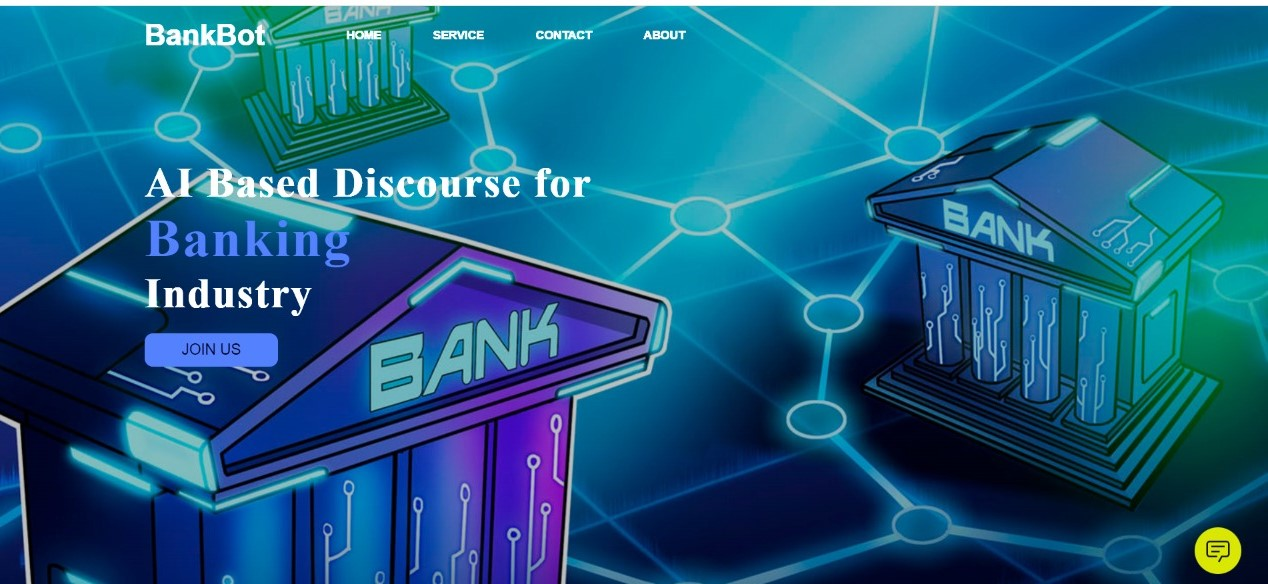 BANK
BankBot
HOME
SERVICE
CONTACT
ABOUT
AI Based Discourse for
Banking
Industry
BANK
JOIN US
BANK